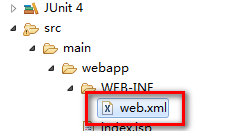 JUnit 4
src
main
webapp
WEB-INF
web.xml
index.jsp